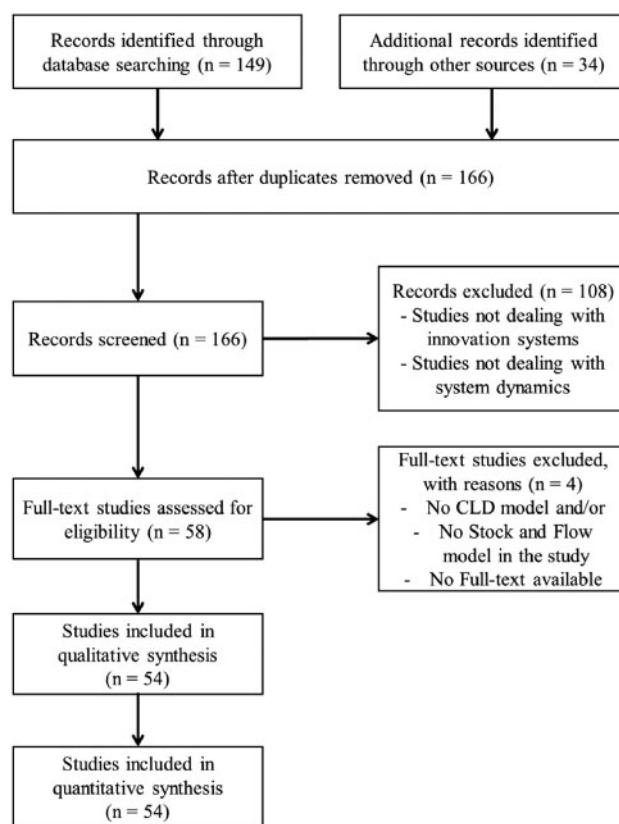 Records identified through
database searching (n = 149)
Additional records identified
through other sources (n = 34)
Records after duplicates removed (n = 166)
Records screened (n = 166)
Records excluded (n = 108)
- Studies not dealing with
innovation systems
- Studies not dealing with
system dynamics
Full-text studies assessed for
eligibility (n = 58)
Full-text studies excluded,
with reasons (n = 4)
- No CLD model and/or
- No Stock and Flow
model in the study
- No Full-text available
Studies included in
qualitative synthesis
(n = 54)
Studies included in
quantitative synthesis
(n = 54)